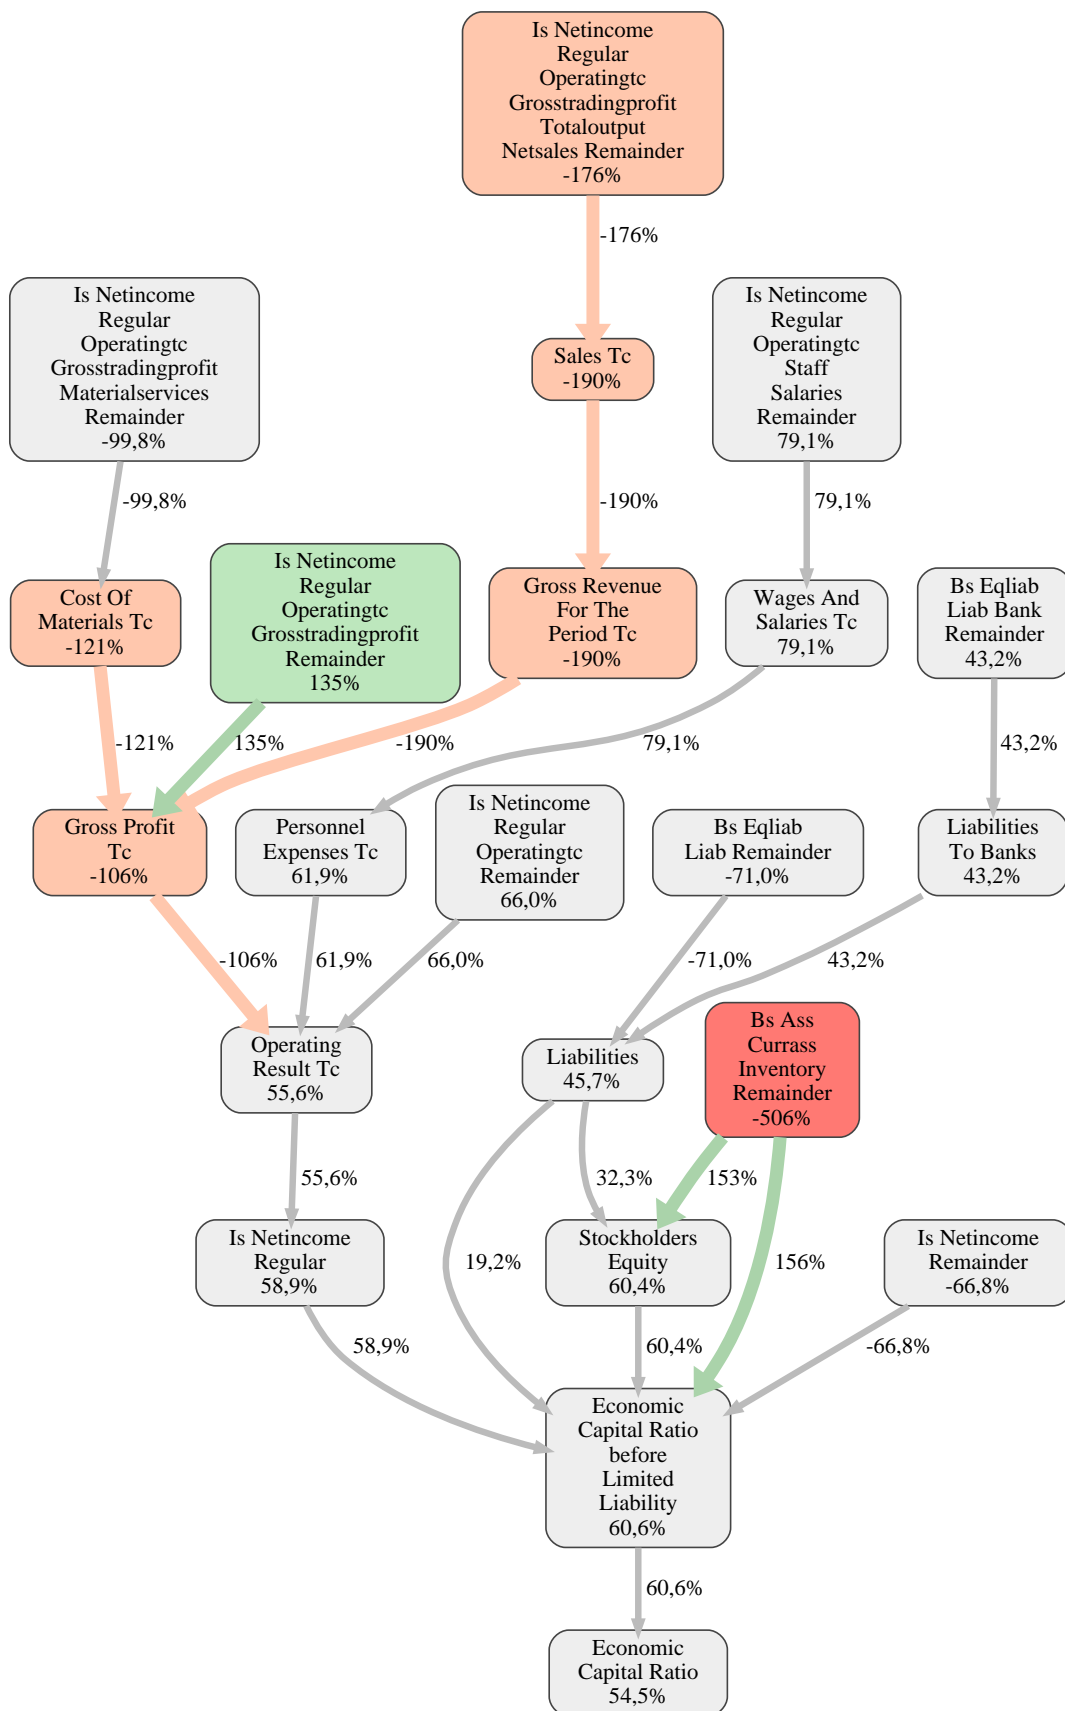 Is Netincome
Regular
Operatingtc
Grosstradingprofit
Totaloutput
Netsales Remainder
-176%
-176%
Is Netincome
Regular
Operatingtc
Grosstradingprofit
Materialservices
Remainder
-99,8%
Sales Tc
-190%
Is Netincome
Regular
Operatingtc
Staff
Salaries
Remainder
79,1%
-99,8%
-190%
79,1%
Cost Of
Materials Tc
-121%
Is Netincome
Regular
Operatingtc
Grosstradingprofit
Remainder
135%
Gross Revenue
For The
Period Tc
-190%
Wages And
Salaries Tc
79,1%
Bs Eqliab
Liab Bank
Remainder
43,2%
-121%
135%
-190%
79,1%
43,2%
Gross Profit
Tc
-106%
Personnel
Expenses Tc
61,9%
Is Netincome
Regular
Operatingtc
Remainder
66,0%
Bs Eqliab
Liab Remainder
-71,0%
Liabilities
To Banks
43,2%
-106%
61,9%
66,0%
-71,0%
43,2%
Operating
Result Tc
55,6%
Liabilities
45,7%
Bs Ass
Currass
Inventory
Remainder
-506%
55,6%
32,3%
153%
Is Netincome
Regular
58,9%
19,2%
Stockholders
Equity
60,4%
156%
Is Netincome
Remainder
-66,8%
58,9%
60,4%
-66,8%
Economic
Capital Ratio
before
Limited
Liability
60,6%
60,6%
Economic
Capital Ratio
54,5%